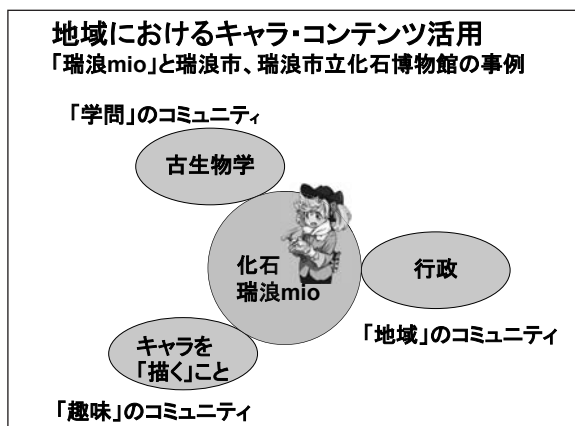 地域におけるキャラ・コンテンツ活用
「瑞浪mio」と瑞浪市、瑞浪市立化石博物館の事例
「学問」のコミュニティ
古生物学
化石
瑞浪mio
行政
「地域」のコミュニティ
キャラを
「描く」こと
「趣味」のコミュニティ